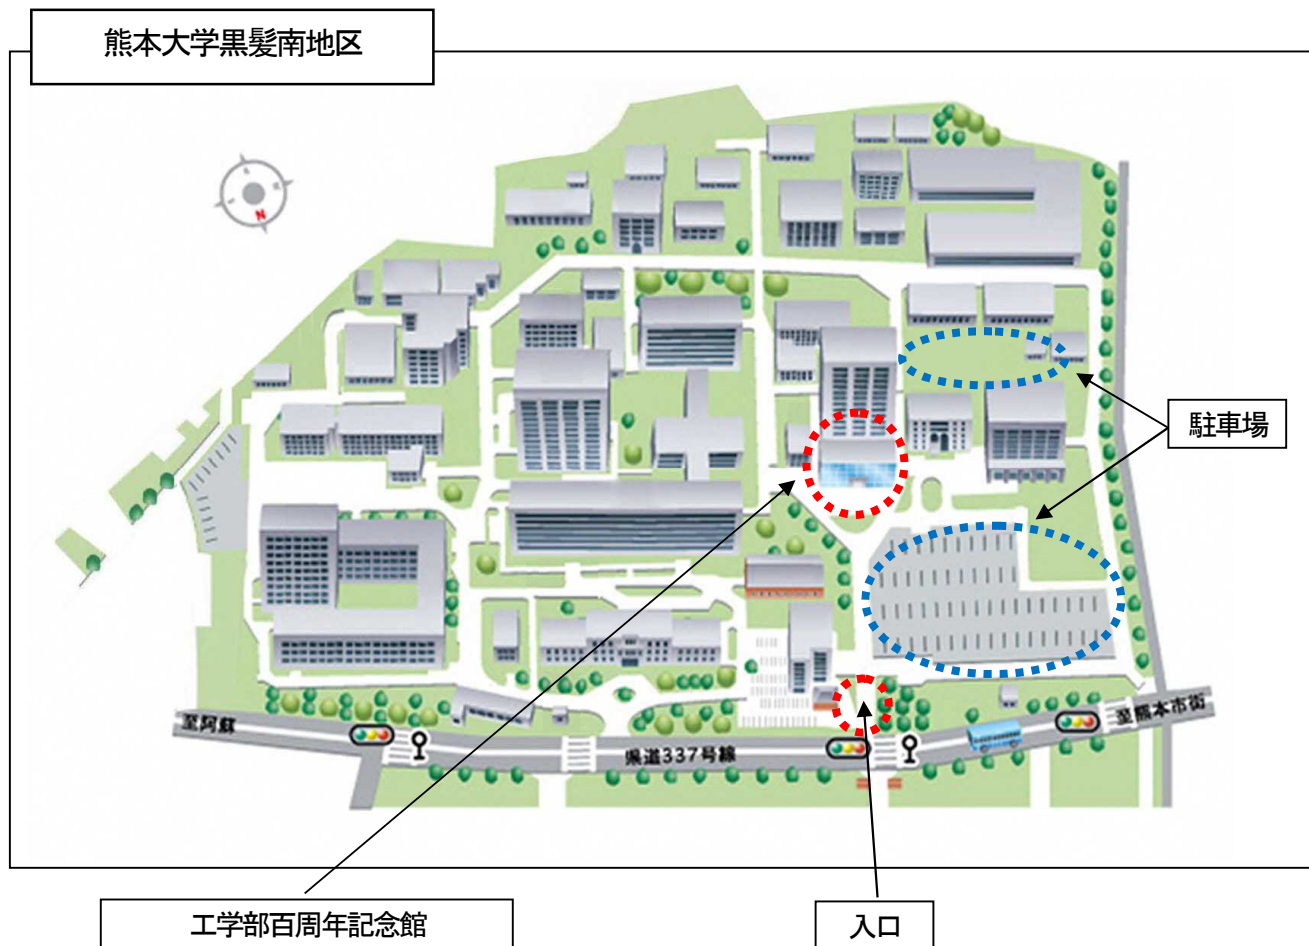 熊本大学黒髪南地区
N
駐車場
至阿蘇
県道337号線
至熊本市街
工学部百周年記念館
入口